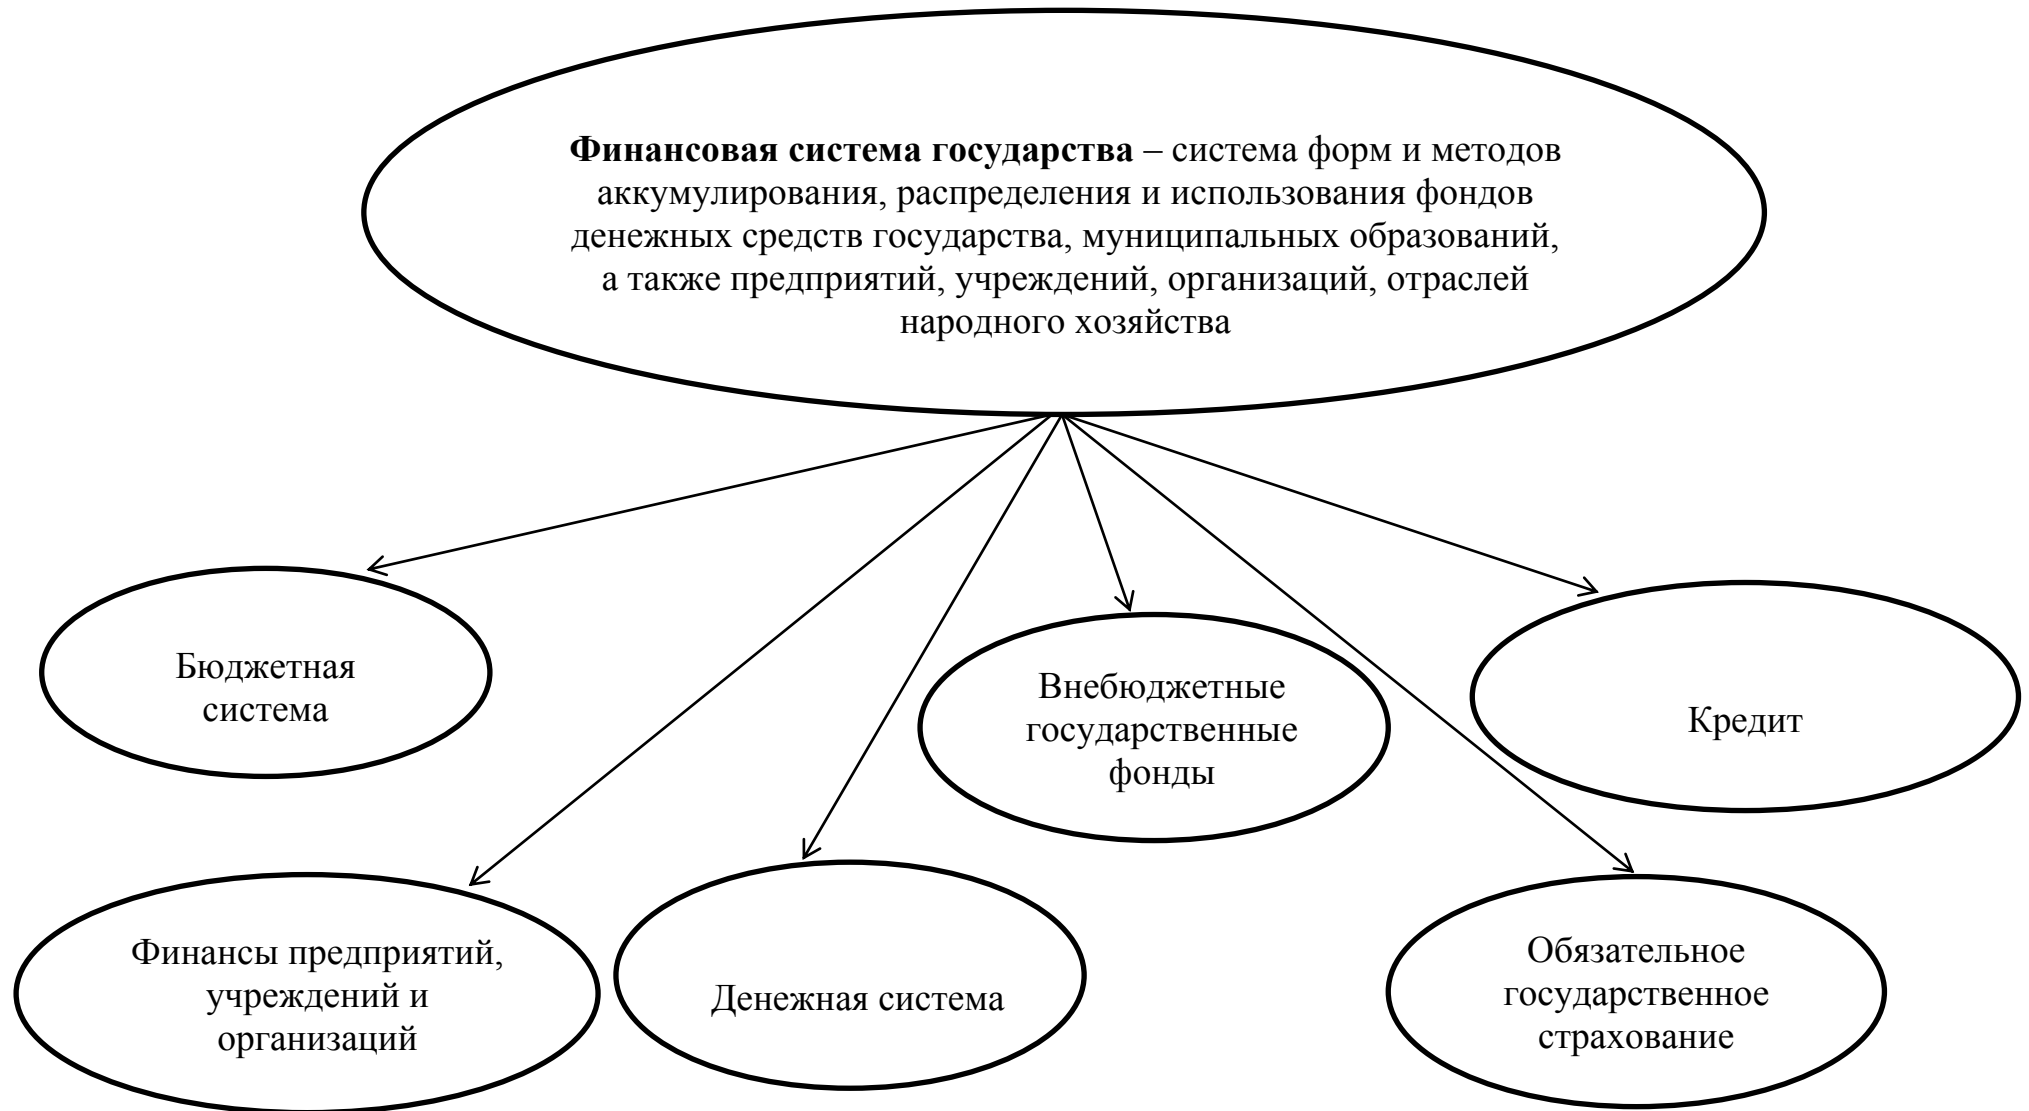 Финансовая система государства – система форм и методов
аккумулирования, распределения и использования фондов
денежных средств государства, муниципальных образований,
а также предприятий, учреждений, организаций, отраслей
народного хозяйства
Бюджетная
система
Внебюджетные
государственные
фонды
Кредит
Финансы предприятий,
учреждений и
организаций
Денежная система
Обязательное
государственное
страхование